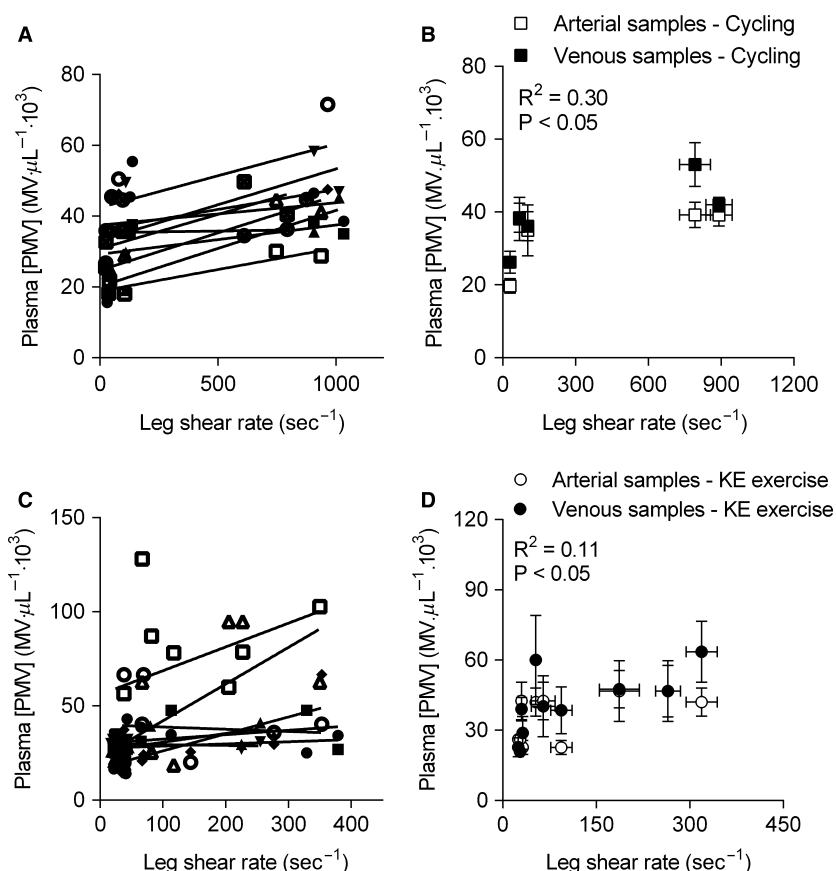 A
Plasma [PMV] (MV·µL⁻¹·10³)
80
60
40
20
0
0 500 1000
Leg shear rate (sec⁻¹)
B
Arterial samples - Cycling
Venous samples - Cycling
R² = 0.30
P < 0.05
Plasma [PMV] (MV.µL⁻¹.10³)
80
60
40
20
0
0 300 600 900 1200
Leg shear rate (sec⁻¹)
C
Plasma [PMV] (MV·µL⁻¹·10³)
150
100
50
0
0 100 200 300 400
Leg shear rate (sec⁻¹)
D
Arterial samples - KE exercise
Venous samples - KE exercise
R² = 0.11
P < 0.05
Plasma [PMV] (MV.µL⁻¹.10³)
120
90
60
30
0
0 150 300 450
Leg shear rate (sec⁻¹)